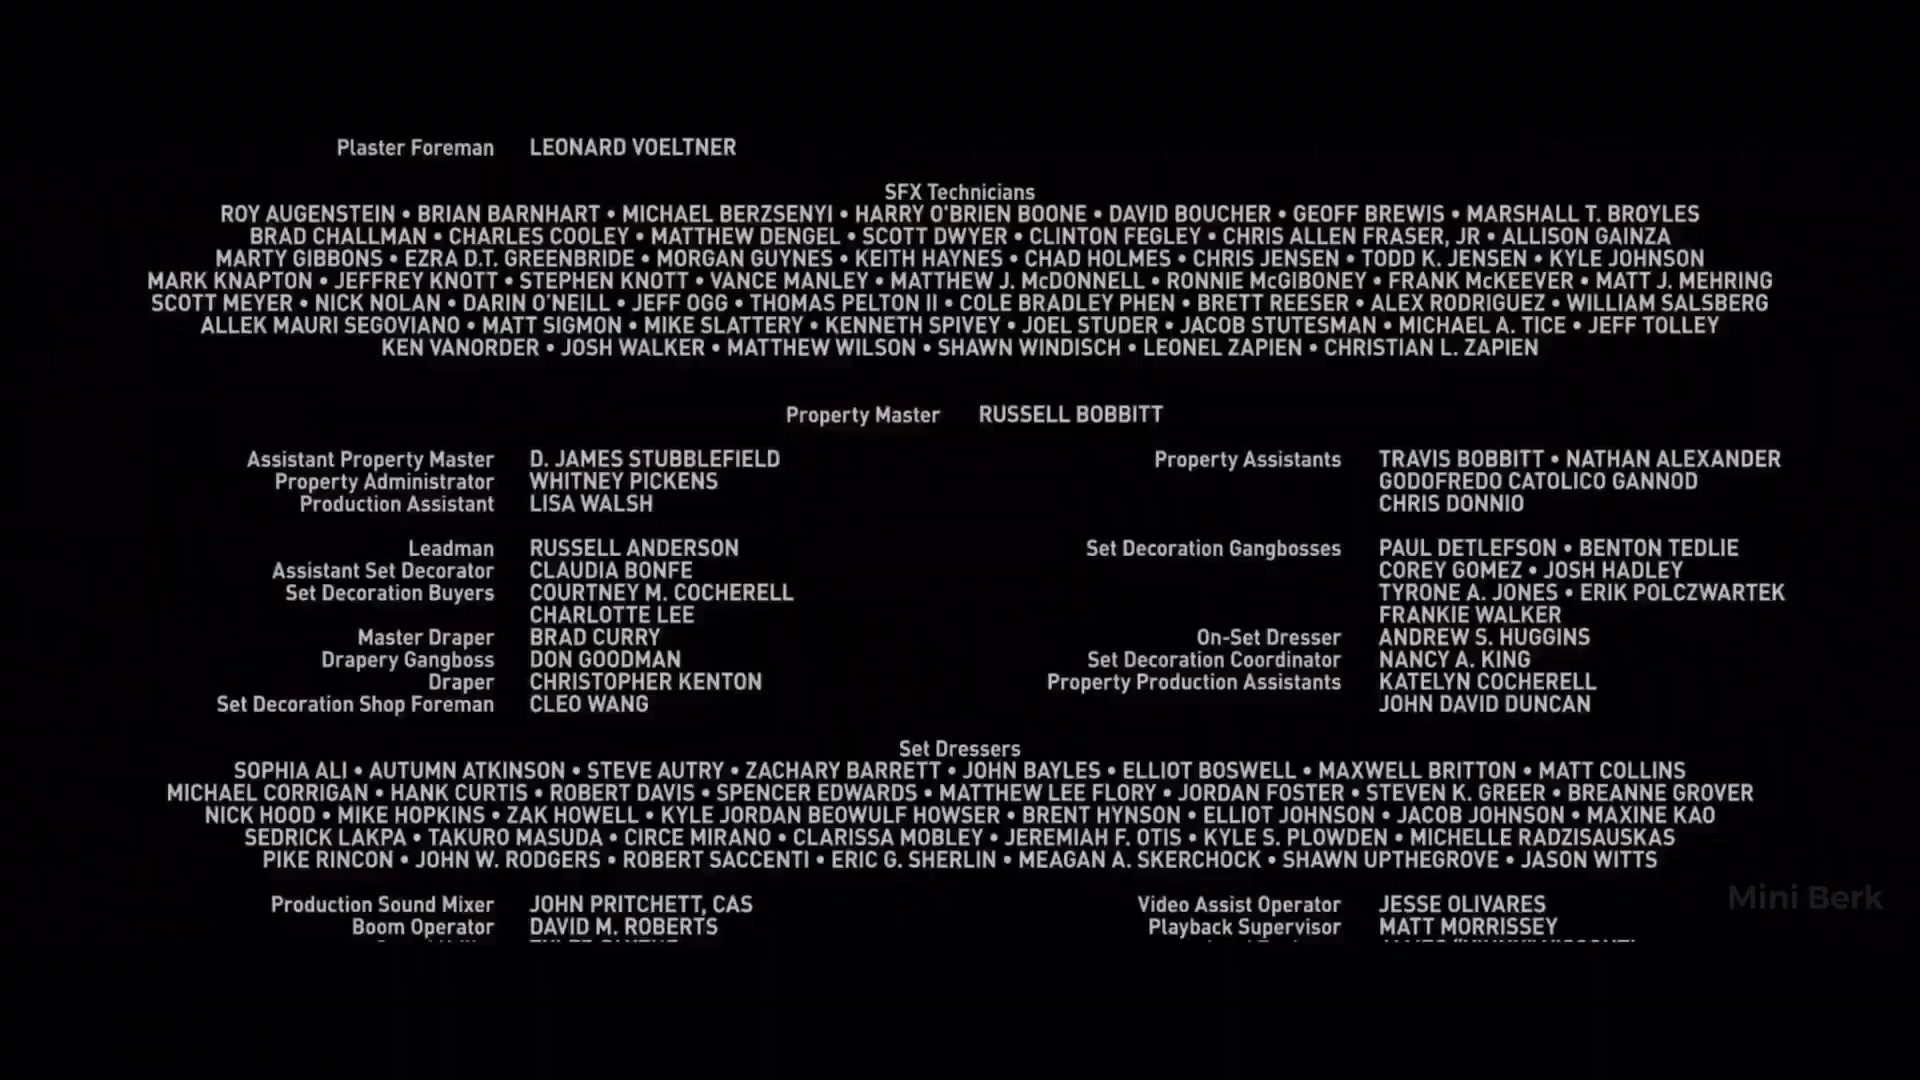 Plaster Foreman LEONARD VOELTNER
SFX Technicians
ROY AUGENSTEIN • BRIAN BARNHART • MICHAEL BERZSENYI • HARRY O'BRIEN BOONE • DAVID BOUCHER • GEOFF BREWIS • MARSHALL T. BROYLES
BRAD CHALLMAN • CHARLES COOLEY • MATTHEW DENGEL • SCOTT DWYER • CLINTON FEGLEY • CHRIS ALLEN FRASER, JR • ALLISON GAINZA
MARTY GIBBONS • EZRA D.T. GREENBRIDE • MORGAN GUYNES • KEITH HAYNES • CHAD HOLMES • CHRIS JENSEN • TODD K. JENSEN • KYLE JOHNSON
MARK KNAPTON • JEFFREY KNOTT • STEPHEN KNOTT • VANCE MANLEY • MATTHEW J. McDONNELL • RONNIE McGIBONEY • FRANK McKEEVER • MATT J. MEHRING
SCOTT MEYER • NICK NOLAN • DARIN O'NEILL • JEFF OGG • THOMAS PELTON II • COLE BRADLEY PHEN • BRETT REESER • ALEX RODRIGUEZ • WILLIAM SALSBERG
ALLEK MAURI SEGOVIANO • MATT SIGMON • MIKE SLATTERY • KENNETH SPIVEY • JOEL STUDER • JACOB STUTESMAN • MICHAEL A. TICE • JEFF TOLLEY
KEN VANORDER • JOSH WALKER • MATTHEW WILSON • SHAWN WINDISCH • LEONEL ZAPIEN • CHRISTIAN L. ZAPIEN
Property Master RUSSELL BOBBITT
Assistant Property Master D. JAMES STUBBLEFIELD
Property Administrator WHITNEY PICKENS
Production Assistant LISA WALSH
Property Assistants TRAVIS BOBBITT • NATHAN ALEXANDER
GODOFREDO CATOLICO GANNOD
CHRIS DONNIO
Leadman RUSSELL ANDERSON
Assistant Set Decorator CLAUDIA BONFE
Set Decoration Buyers COURTNEY M. COCHERELL
CHARLOTTE LEE
Master Draper BRAD CURRY
Drapery Gangboss DON GOODMAN
Draper CHRISTOPHER KENTON
Set Decoration Shop Foreman CLEO WANG
Set Decoration Gangbosses PAUL DETLEFSON • BENTON TEDLIE
COREY GOMEZ • JOSH HADLEY
TYRONE A. JONES • ERIK POLCZWARTEK
FRANKIE WALKER
On-Set Dresser ANDREW S. HUGGINS
Set Decoration Coordinator NANCY A. KING
Property Production Assistants KATELYN COCHERELL
JOHN DAVID DUNCAN
Set Dressers
SOPHIA ALI • AUTUMN ATKINSON • STEVE AUTRY • ZACHARY BARRETT • JOHN BAYLES • ELLIOT BOSWELL • MAXWELL BRITTON • MATT COLLINS
MICHAEL CORRIGAN • HANK CURTIS • ROBERT DAVIS • SPENCER EDWARDS • MATTHEW LEE FLORY • JORDAN FOSTER • STEVEN K. GREER • BREANNE GROVER
NICK HOOD • MIKE HOPKINS • ZAK HOWELL • KYLE JORDAN BEOWULF HOWSER • BRENT HYNSON • ELLIOT JOHNSON • JACOB JOHNSON • MAXINE KAO
SEDRICK LAKPA • TAKURO MASUDA • CIRCE MIRANO • CLARISSA MOBLEY • JEREMIAH F. OTIS • KYLE S. PLOWDEN • MICHELLE RADZISAUSKAS
PIKE RINCON • JOHN W. RODGERS • ROBERT SACCENTI • ERIC G. SHERLIN • MEAGAN A. SKERCHOCK • SHAWN UPTHEGROVE • JASON WITTS
Production Sound Mixer JOHN PRITCHETT, CAS
Boom Operator DAVID M. ROBERTS
Video Assist Operator JESSE OLIVARES
Playback Supervisor MATT MORRISSEY
Mini Berk